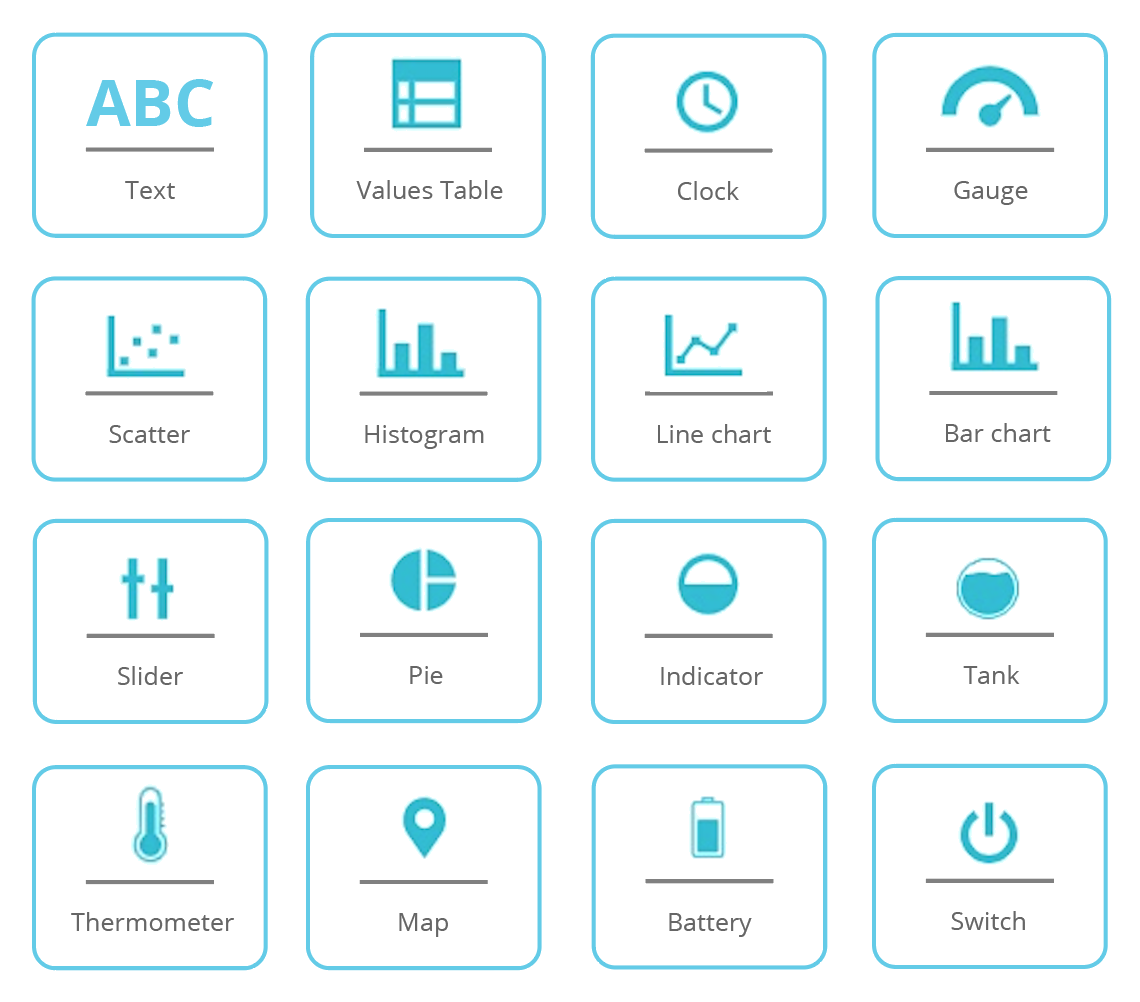 ABC
Text
Values Table
Clock
Gauge
Scatter
Histogram
Line chart
Bar chart
Slider
Pie
Indicator
Tank
Thermometer
Map
Battery
Switch